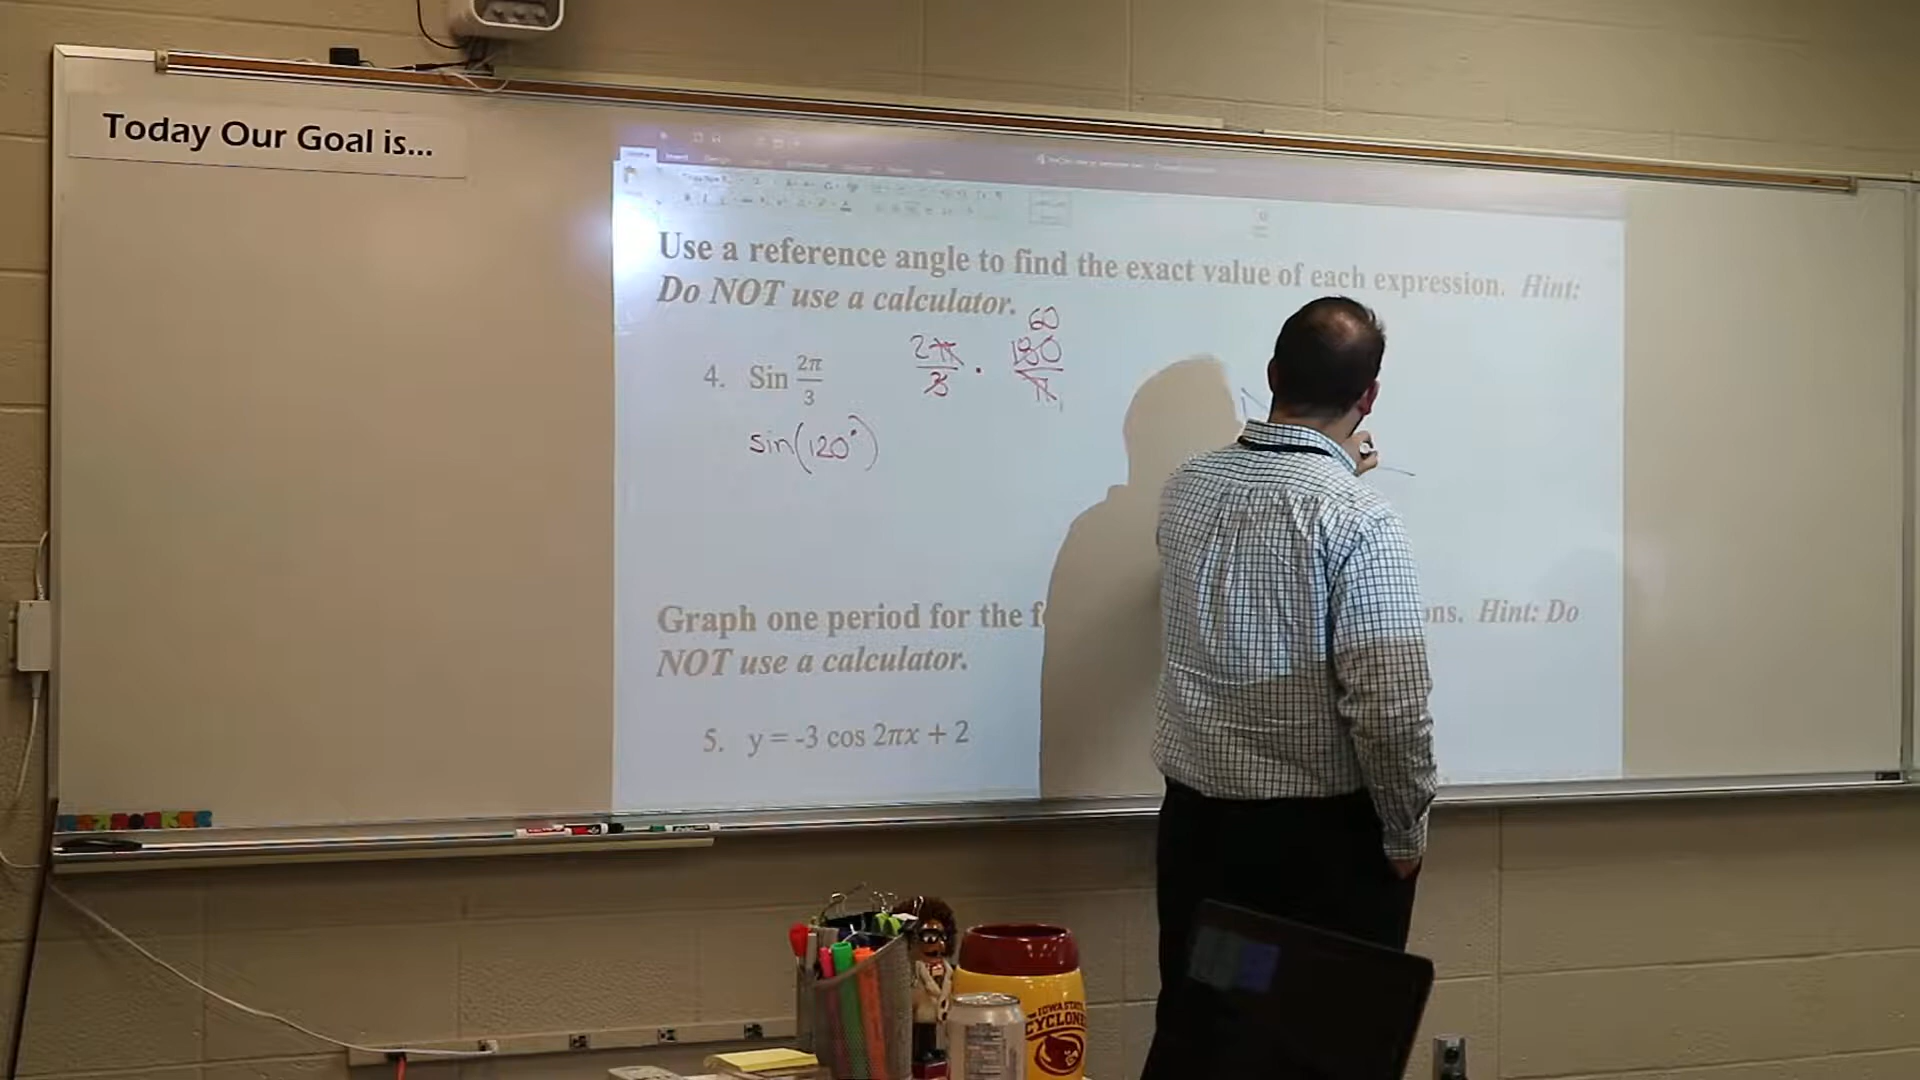 Today Our Goal is...
Use a reference angle to find the exact value of each expression. Hint:
Do NOT use a calculator.
60
4. Sin 2π/3
2π/3 · 180/π
sin(120°)
Graph one period for the f
ons. Hint: Do
NOT use a calculator.
5. y = -3 cos 2πx + 2
IOWA STATE
CYCLONE